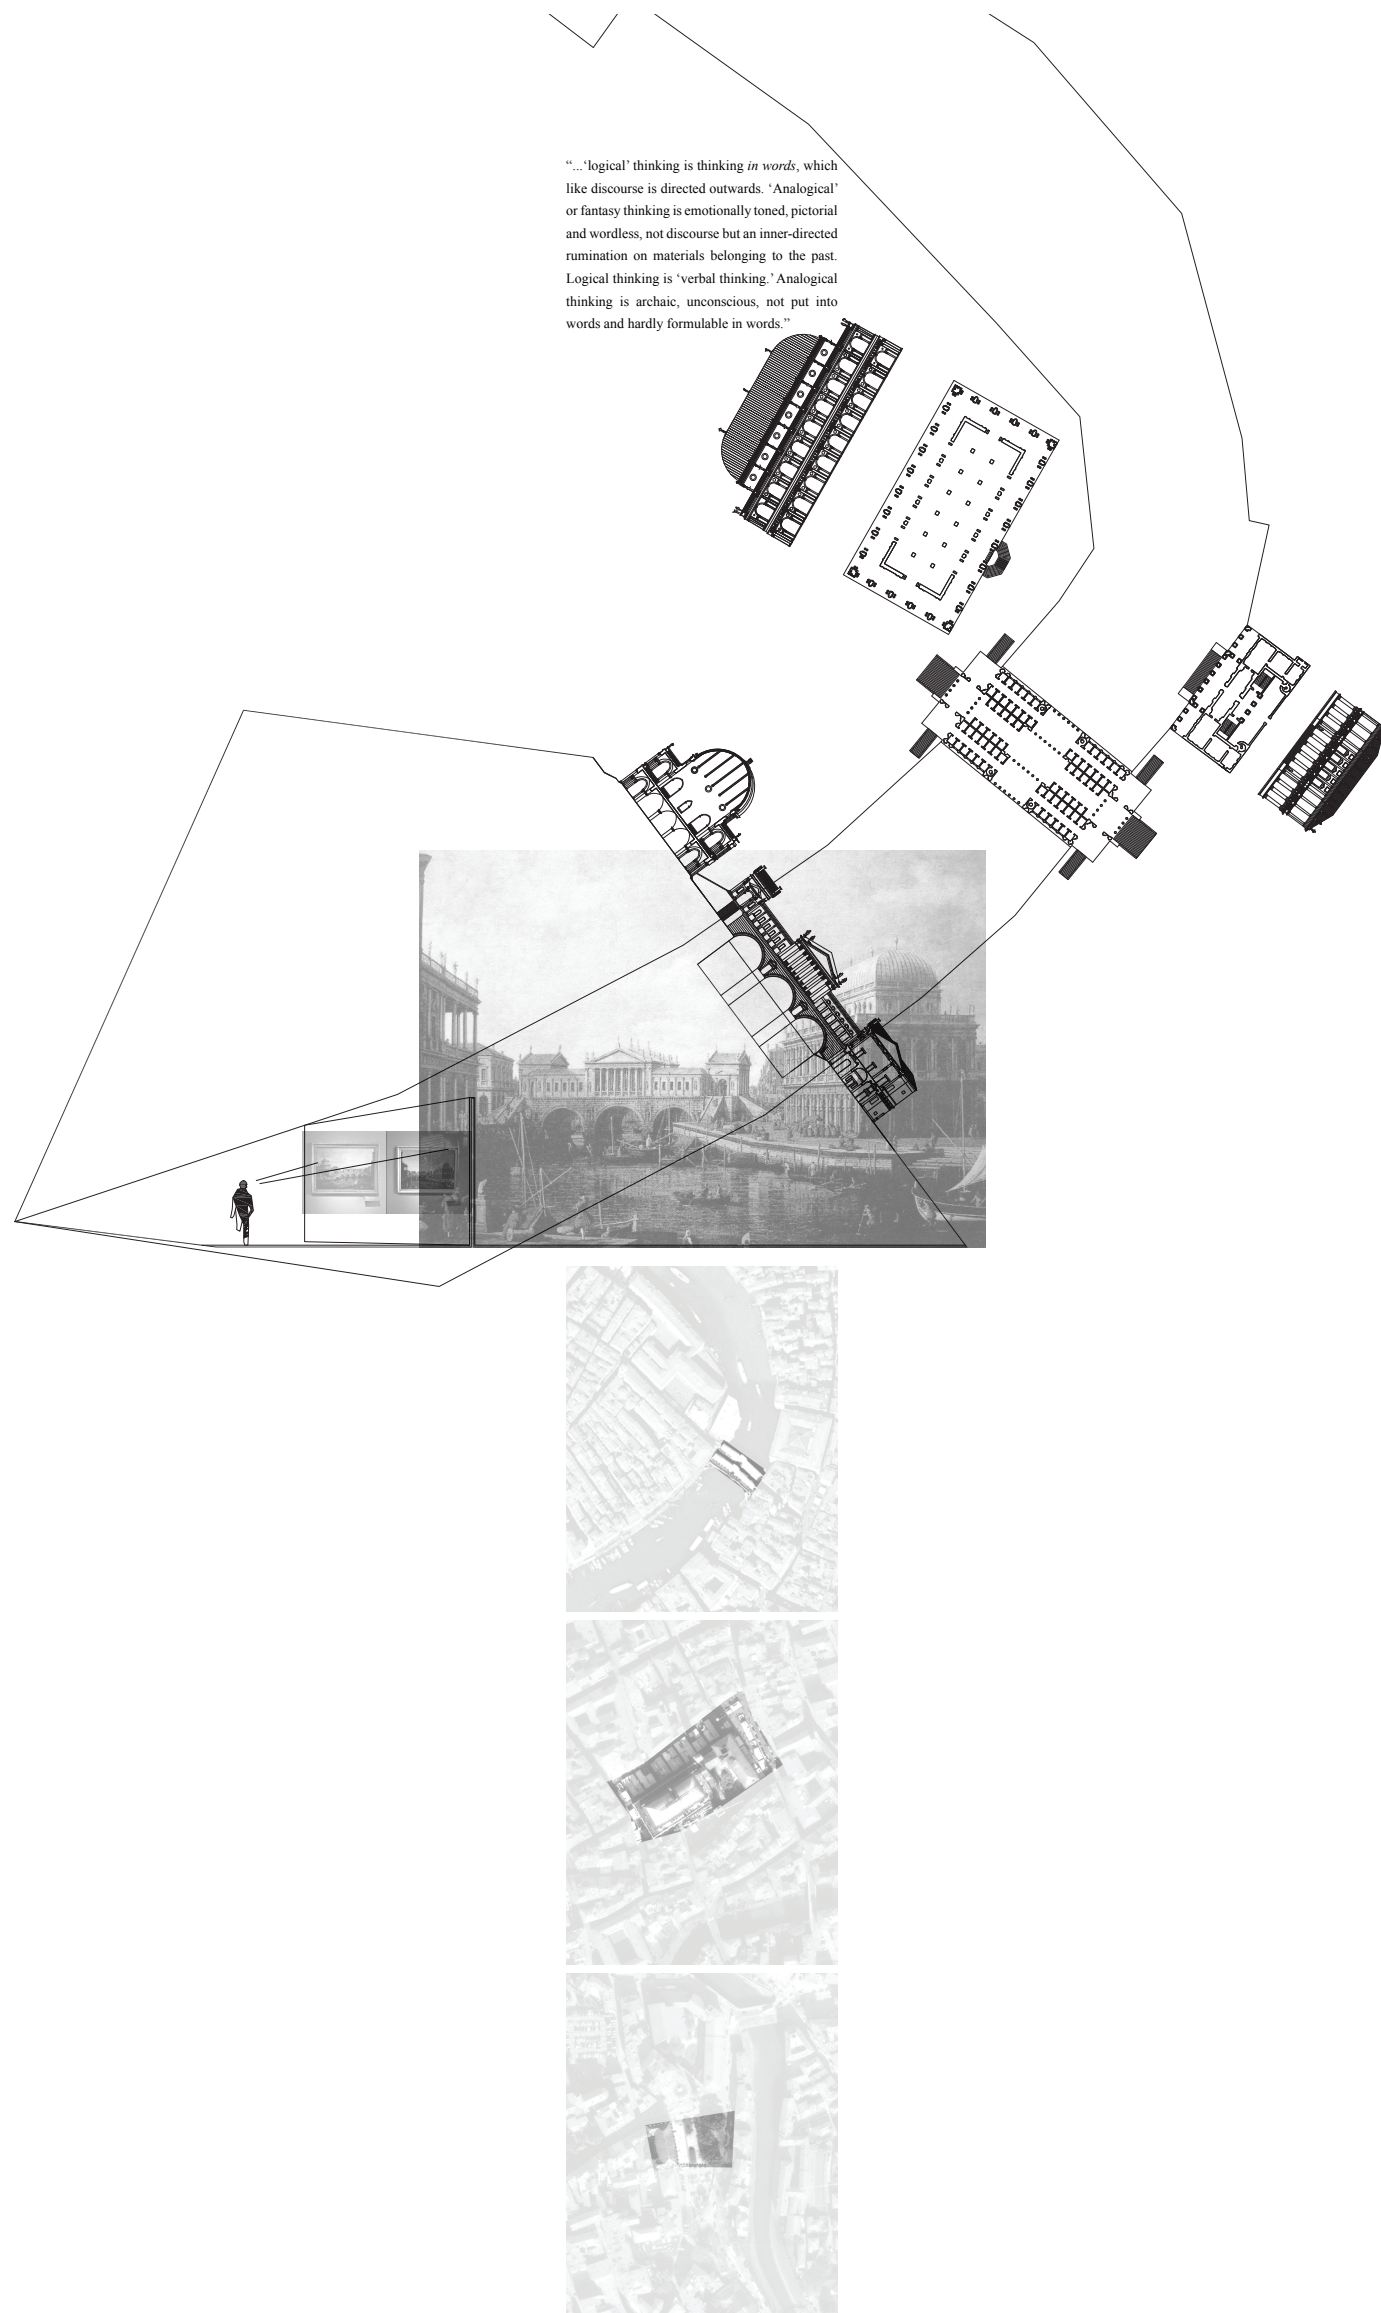 “...‘logical’ thinking is thinking in words, which
like discourse is directed outwards. ‘Analogical’
or fantasy thinking is emotionally toned, pictorial
and wordless, not discourse but an inner-directed
rumination on materials belonging to the past.
Logical thinking is ‘verbal thinking.’ Analogical
thinking is archaic, unconscious, not put into
words and hardly formulable in words.”